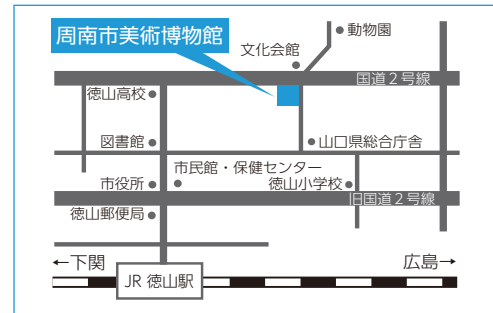 周南市美術博物館
動物園
文化会館
国道2号線
徳山高校
図書館
山口県総合庁舎
市民館・保健センター
市役所
徳山小学校
旧国道2号線
徳山郵便局
←下関
広島→
JR 徳山駅